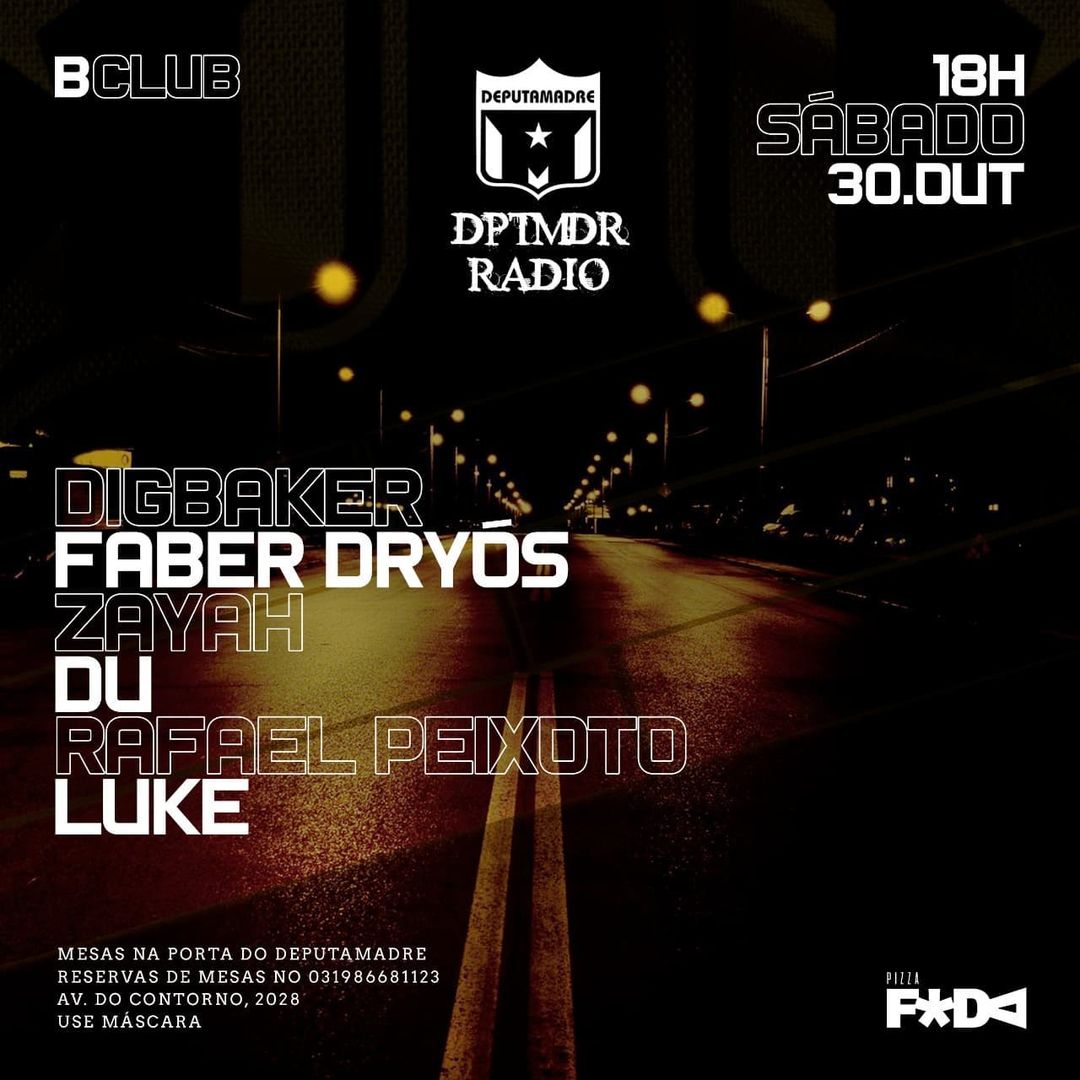 BCLUB
DEPUTAMADRE
DPTMDR
RADIO
18H
SÁBADO
30.OUT
DIGBAKER
FABER DRYÓS
ZAYAH
DU
RAFAEL PEIXOTO
LUKE
MESAS NA PORTA DO DEPUTAMADRE
RESERVAS DE MESAS NO 031986681123
AV. DO CONTORNO, 2028
USE MÁSCARA
PIZZA
F*DA